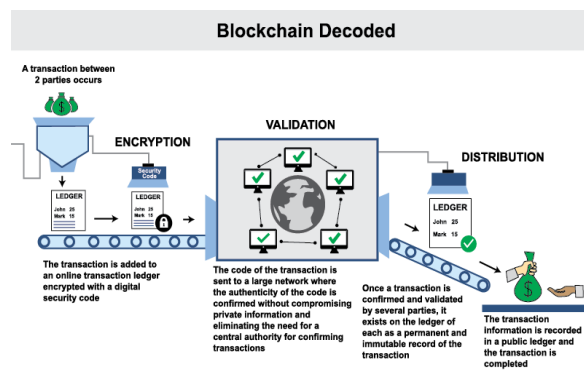 Blockchain Decoded
A transaction between
2 parties occurs
ENCRYPTION
Security
Code
LEDGER
John 25
Mark 15
LEDGER
John 25
Mark 15
The transaction is added to
an online transaction ledger
encrypted with a digital
security code
VALIDATION
The code of the transaction is
sent to a large network where
the authenticity of the code is
confirmed without compromising
private information and
eliminating the need for a
central authority for confirming
transactions
DISTRIBUTION
LEDGER
John 25
Mark 15
Once a transaction is
confirmed and validated
by several parties, it
exists on the ledger of
each as a permanent and
immutable record of the
transaction
$
The transaction
information is recorded
in a public ledger and
the transaction is
completed